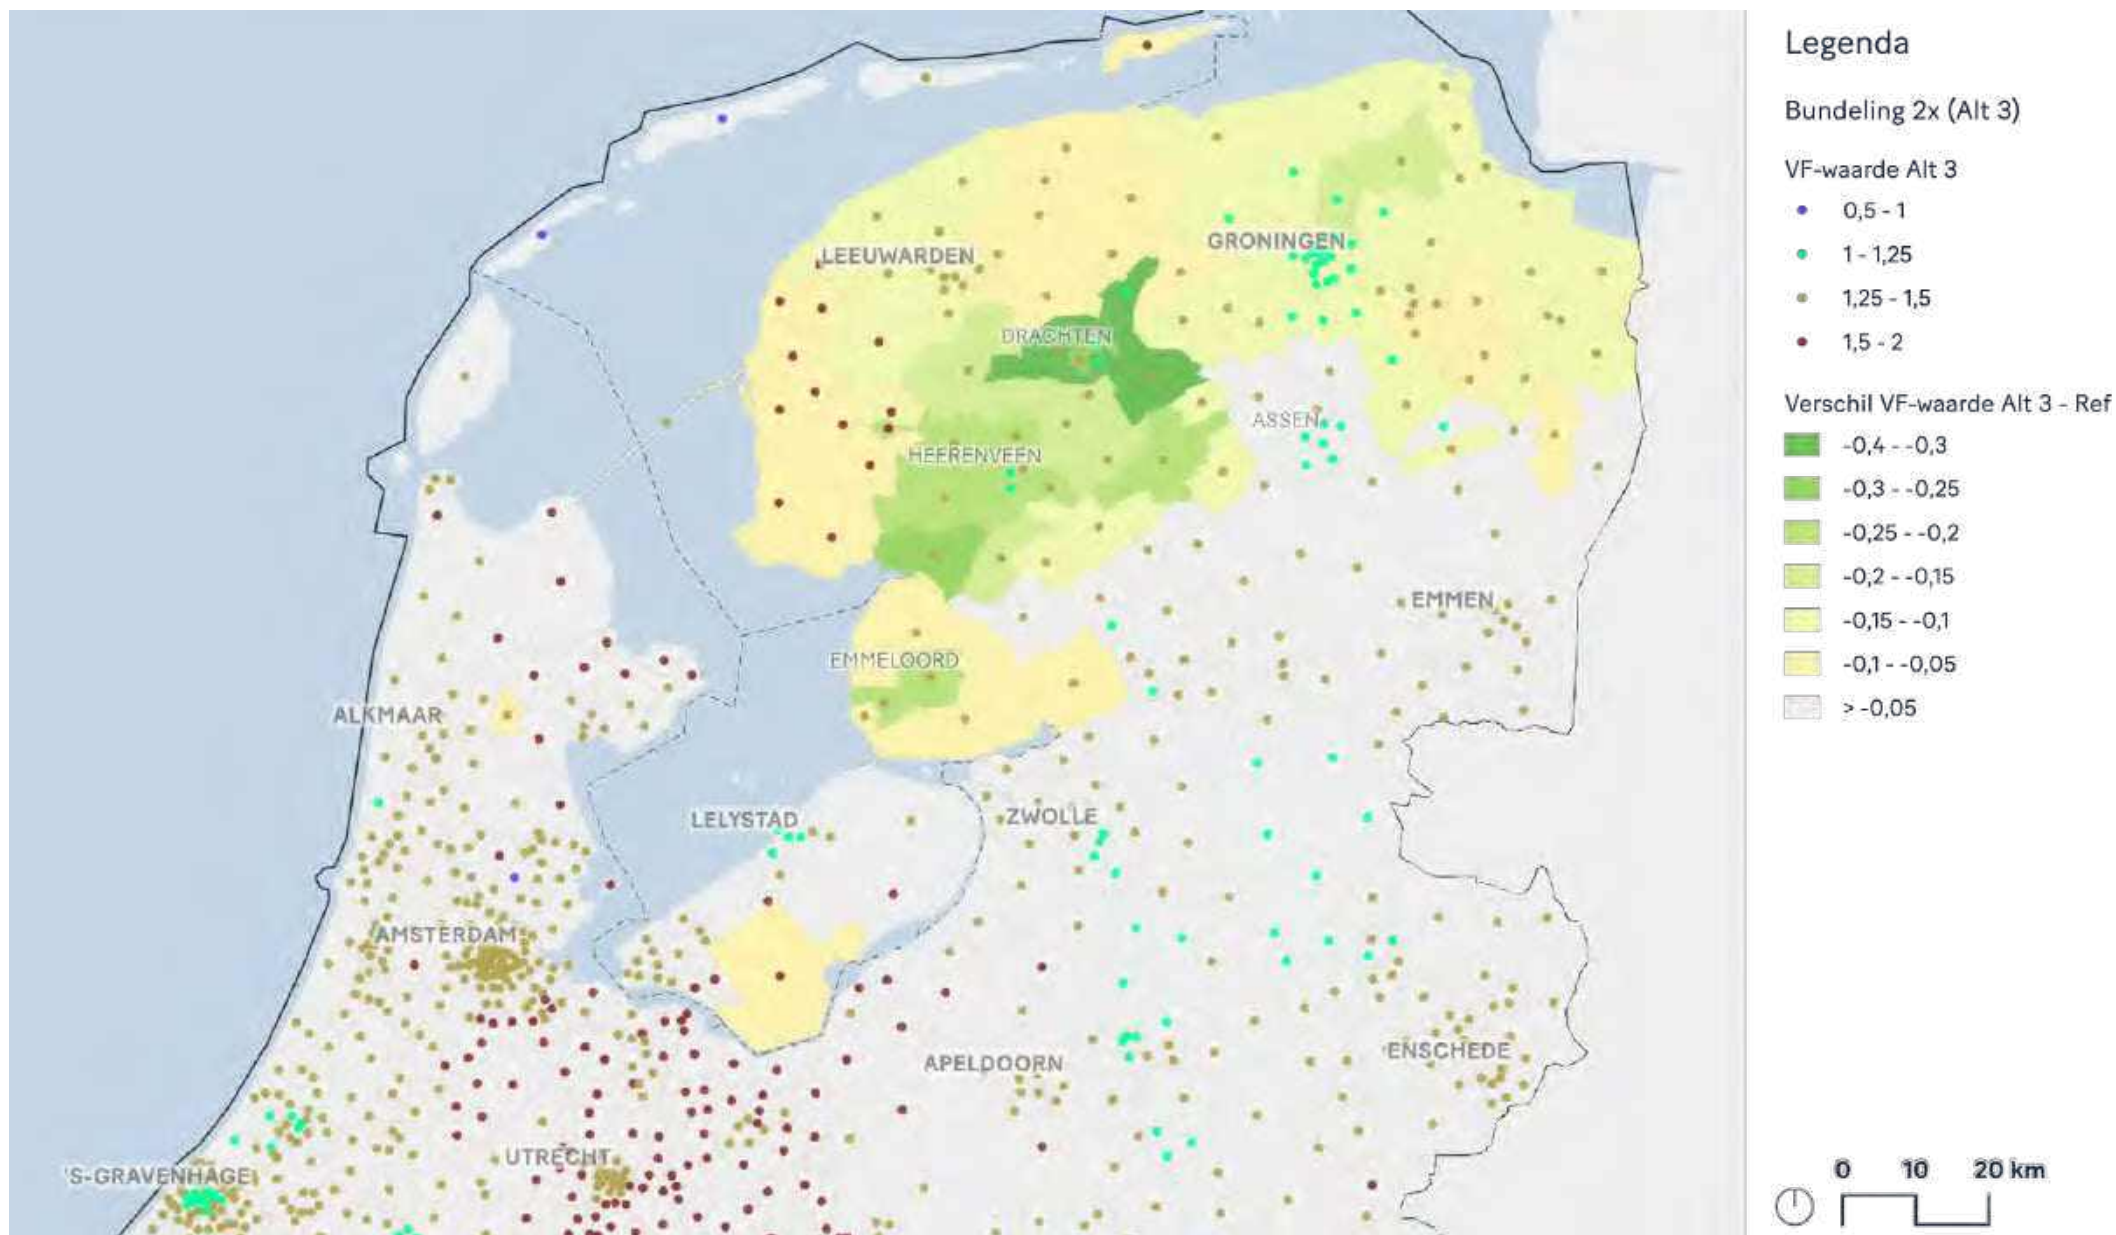 Legenda
Bundeling 2x (Alt 3)
VF-waarde Alt 3
0,5 - 1
1 - 1,25
1,25 - 1,5
1,5 - 2
Verschil VF-waarde Alt 3 - Ref
-0,4 - -0,3
-0,3 - -0,25
-0,25 - -0,2
-0,2 - -0,15
-0,15 - -0,1
-0,1 - -0,05
> -0,05
LEEUWARDEN
GRONINGEN
DRACHTEN
ASSEN
HEERENVEEN
EMMEN
EMMELOORD
ALKMAAR
LELYSTAD
ZWOLLE
AMSTERDAM
APELDOORN
ENSCHEDE
UTRECHT
'S-GRAVENHAGE
0 10 20 km